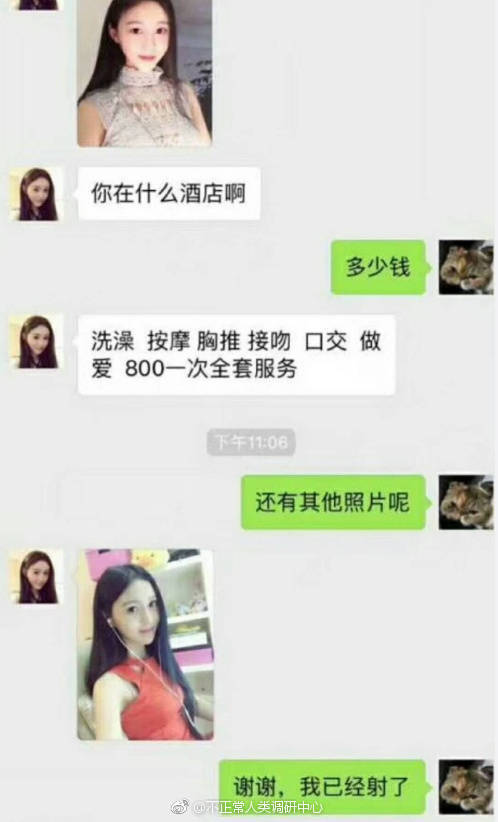 你在什么酒店啊
多少钱
洗澡 按摩 胸推 接吻 口交 做
爱 800一次全套服务
下午11:06
还有其他照片呢
谢谢，我已经射了
@不正常人类调研中心